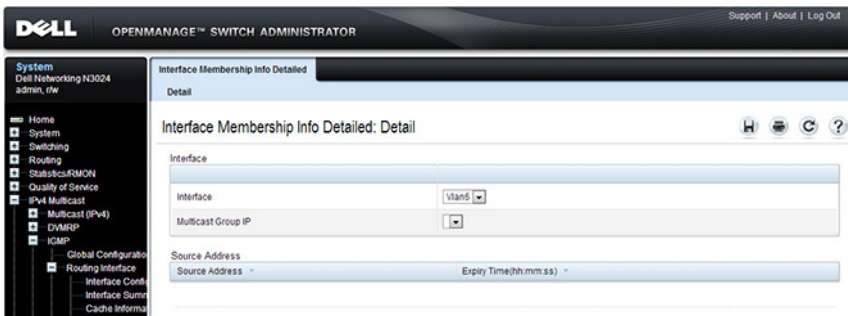 Support | About | Log Out
DELL OPENMANAGE™ SWITCH ADMINISTRATOR
System
Dell Networking N3024
admin, r/w
Home
System
Switching
Routing
Statistics/RMON
Quality of Service
IPv4 Multicast
Multicast (IPv4)
DVMRP
IGMP
Global Configuratio
Routing Interface
Interface Config
Interface Summ
Cache Informa
Interface Membership Info Detailed
Detail
Interface Membership Info Detailed: Detail
Interface
Interface Vlan5
Multicast Group IP
Source Address
Source Address Expiry Time(hh:mm:ss)